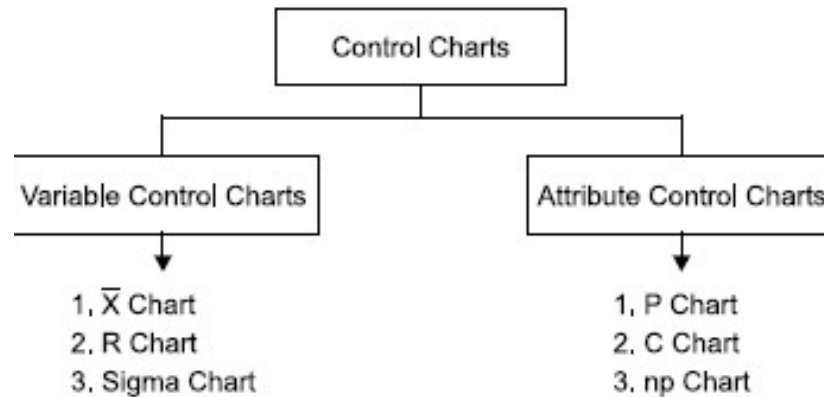 Control Charts
Variable Control Charts
Attribute Control Charts
1. X̅ Chart
2. R Chart
3. Sigma Chart
1. P Chart
2. C Chart
3. np Chart